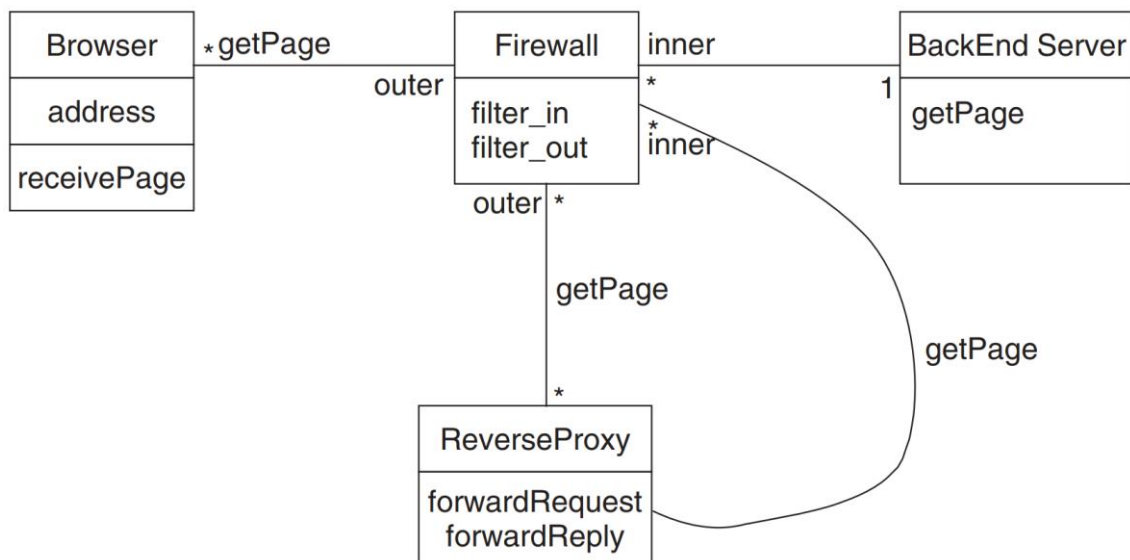 Browser
address
receivePage
* getPage
outer
Firewall
filter_in
filter_out
inner
*
1
BackEnd Server
getPage
*
inner
outer *
getPage
*
getPage
ReverseProxy
forwardRequest
forwardReply